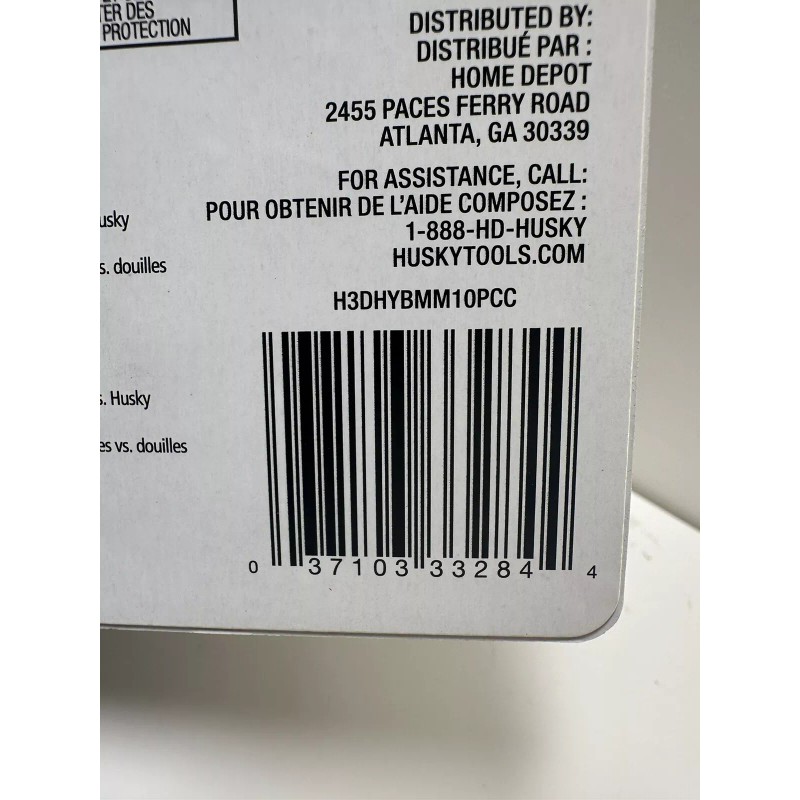 TER DES
PROTECTION
DISTRIBUTED BY:
DISTRIBUÉ PAR :
HOME DEPOT
2455 PACES FERRY ROAD
ATLANTA, GA 30339
FOR ASSISTANCE, CALL:
POUR OBTENIR DE L'AIDE COMPOSEZ :
1-888-HD-HUSKY
HUSKYTOOLS.COM
H3DHYBMM10PCC
usky
s. douilles
s. Husky
es vs. douilles
0 37103 33284 4